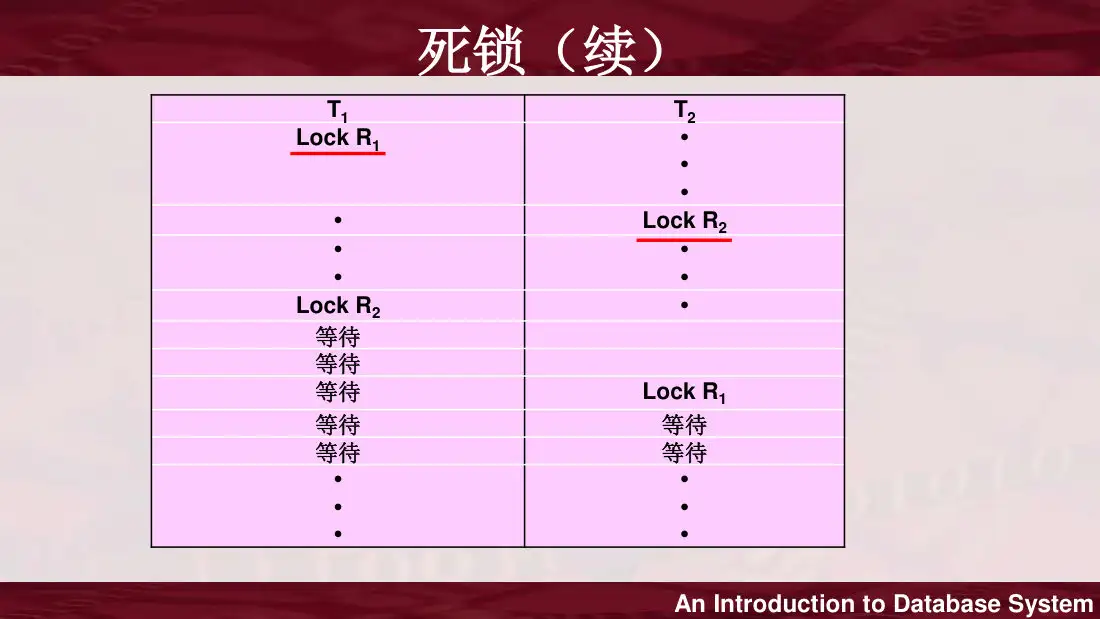 死锁（续）
T1 T2
Lock R1 •
•
•
• Lock R2
• •
• •
Lock R2 •
等待
等待
等待 Lock R1
等待 等待
等待 等待
• •
• •
• •
An Introduction to Database System